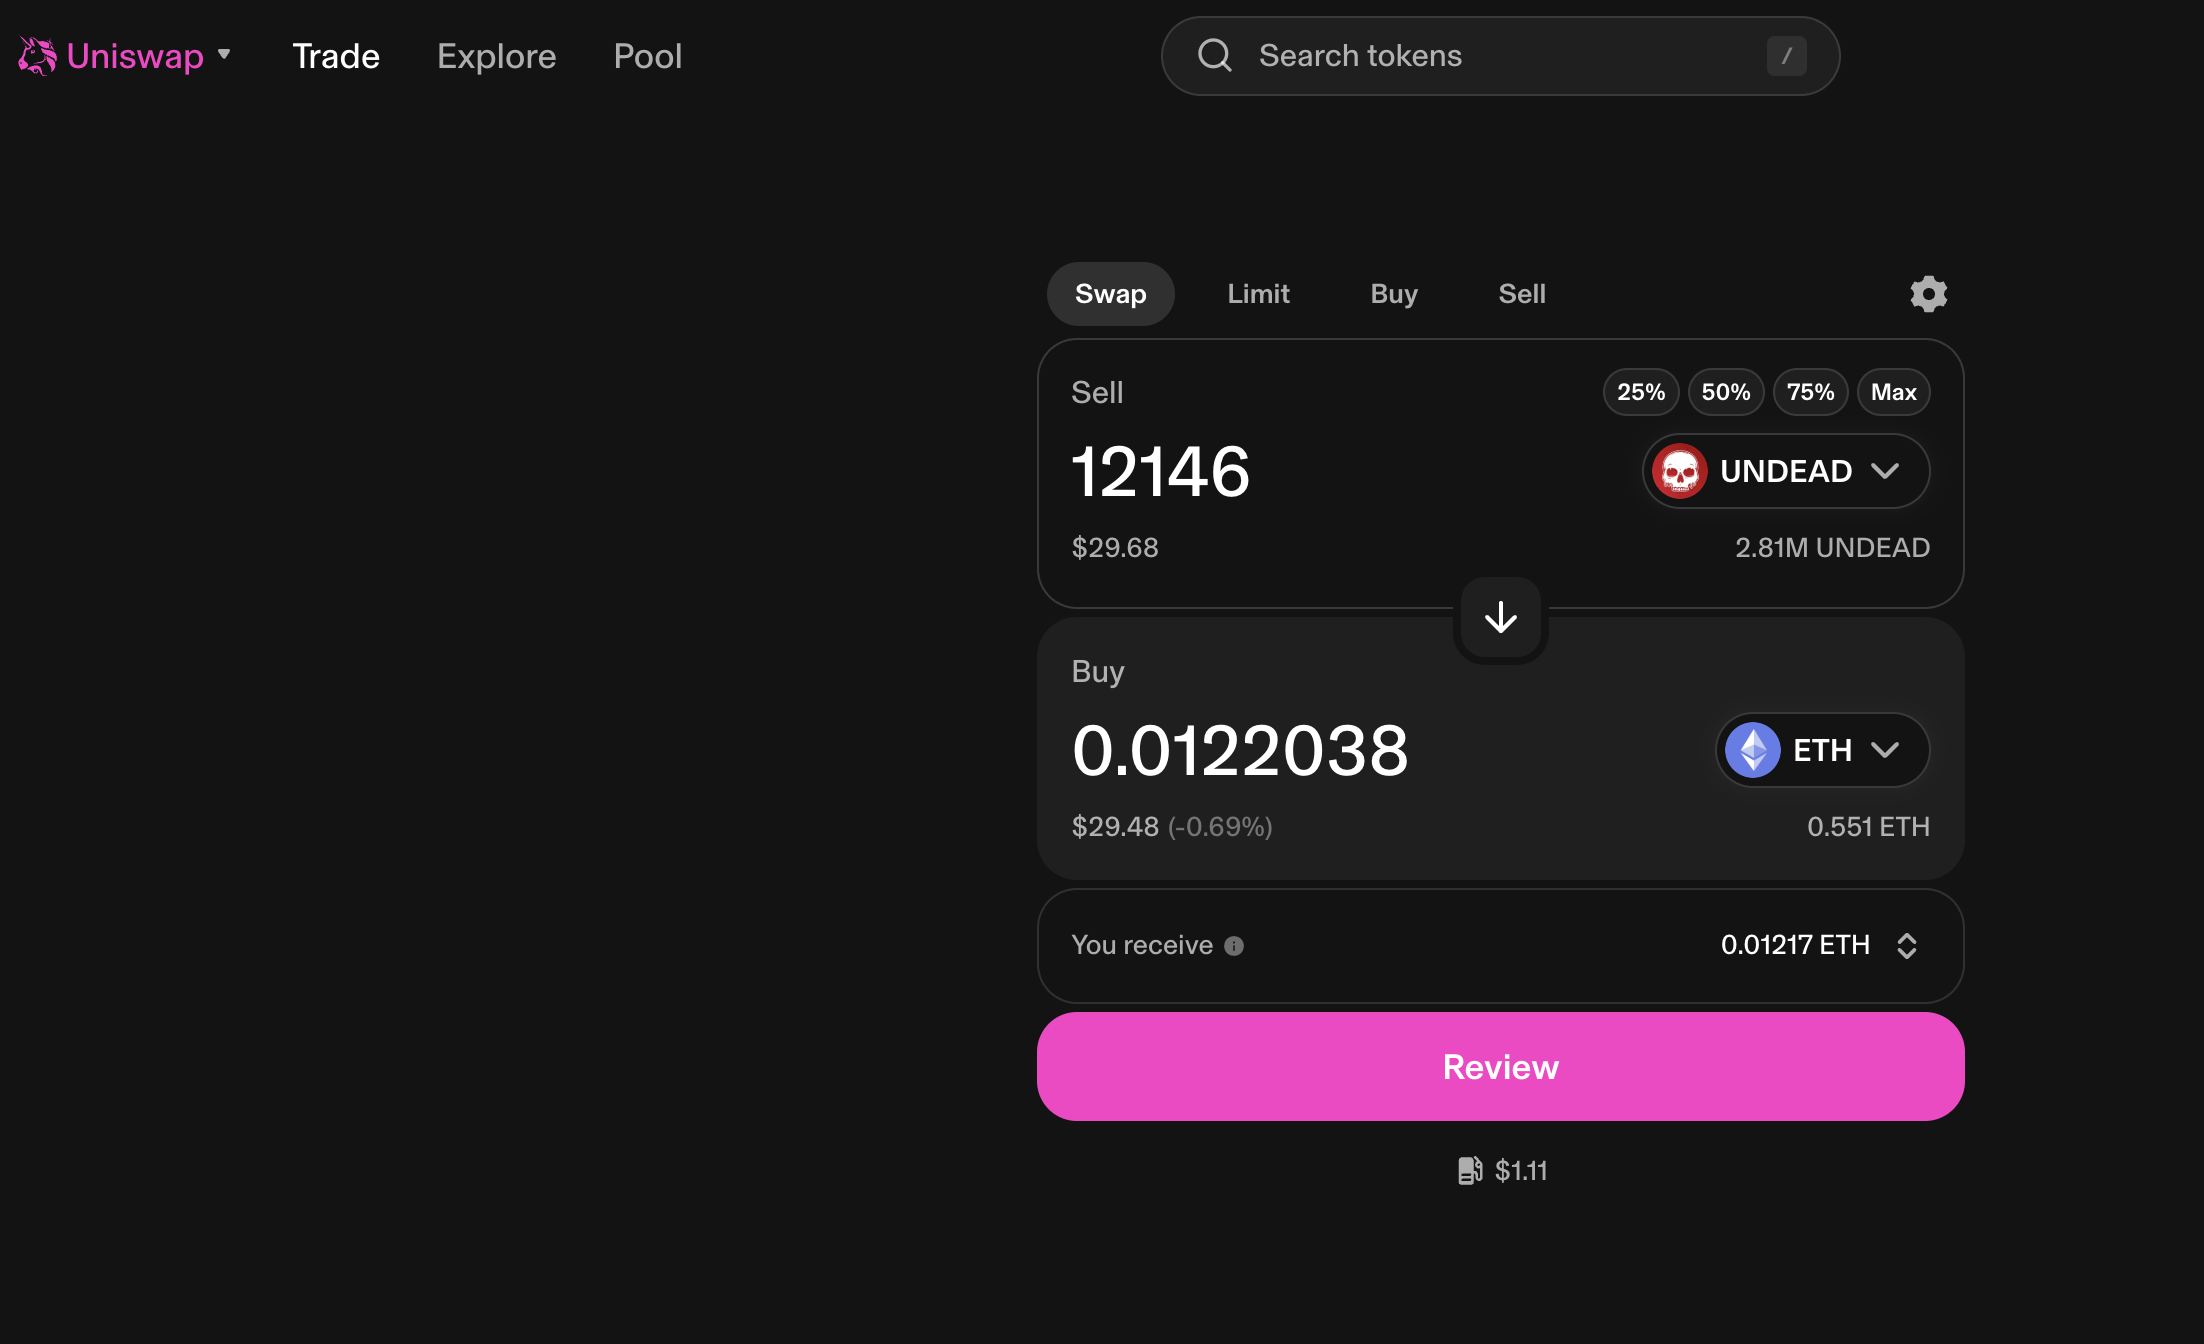 Uniswap Trade Explore Pool Search tokens /
Swap Limit Buy Sell
Sell 25% 50% 75% Max
12146 UNDEAD
$29.68 2.81M UNDEAD
Buy
0.0122038 ETH
$29.48 (-0.69%) 0.551 ETH
You receive 0.01217 ETH
Review
$1.11